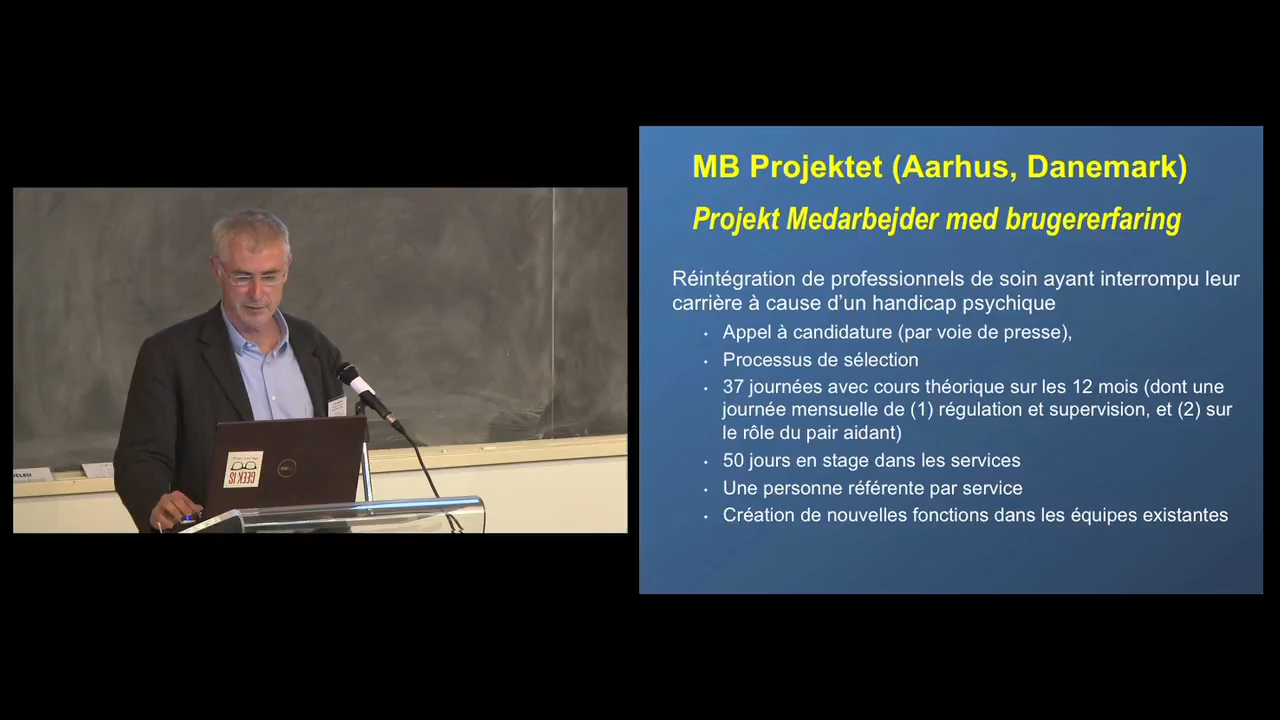 MB Projektet (Aarhus, Danemark)
Projekt Medarbejder med brugererfaring
Réintégration de professionnels de soin ayant interrompu leur
carrière à cause d’un handicap psychique
• Appel à candidature (par voie de presse),
• Processus de sélection
• 37 journées avec cours théorique sur les 12 mois (dont une
journée mensuelle de (1) régulation et supervision, et (2) sur
le rôle du pair aidant)
• 50 jours en stage dans les services
• Une personne référente par service
• Création de nouvelles fonctions dans les équipes existantes
GEEK IS
DELL